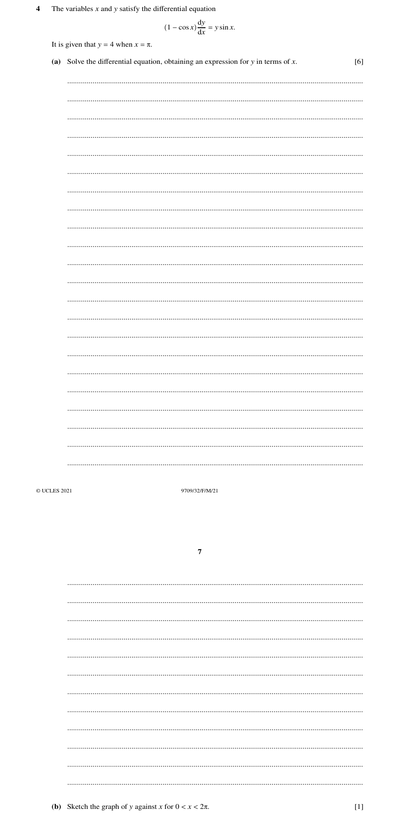 4 The variables x and y satisfy the differential equation
(1 − cos x) dy/dx = y sin x.
It is given that y = 4 when x = π.
(a) Solve the differential equation, obtaining an expression for y in terms of x. [6]
© UCLES 2021 9709/32/F/M/21
7
(b) Sketch the graph of y against x for 0 < x < 2π. [1]